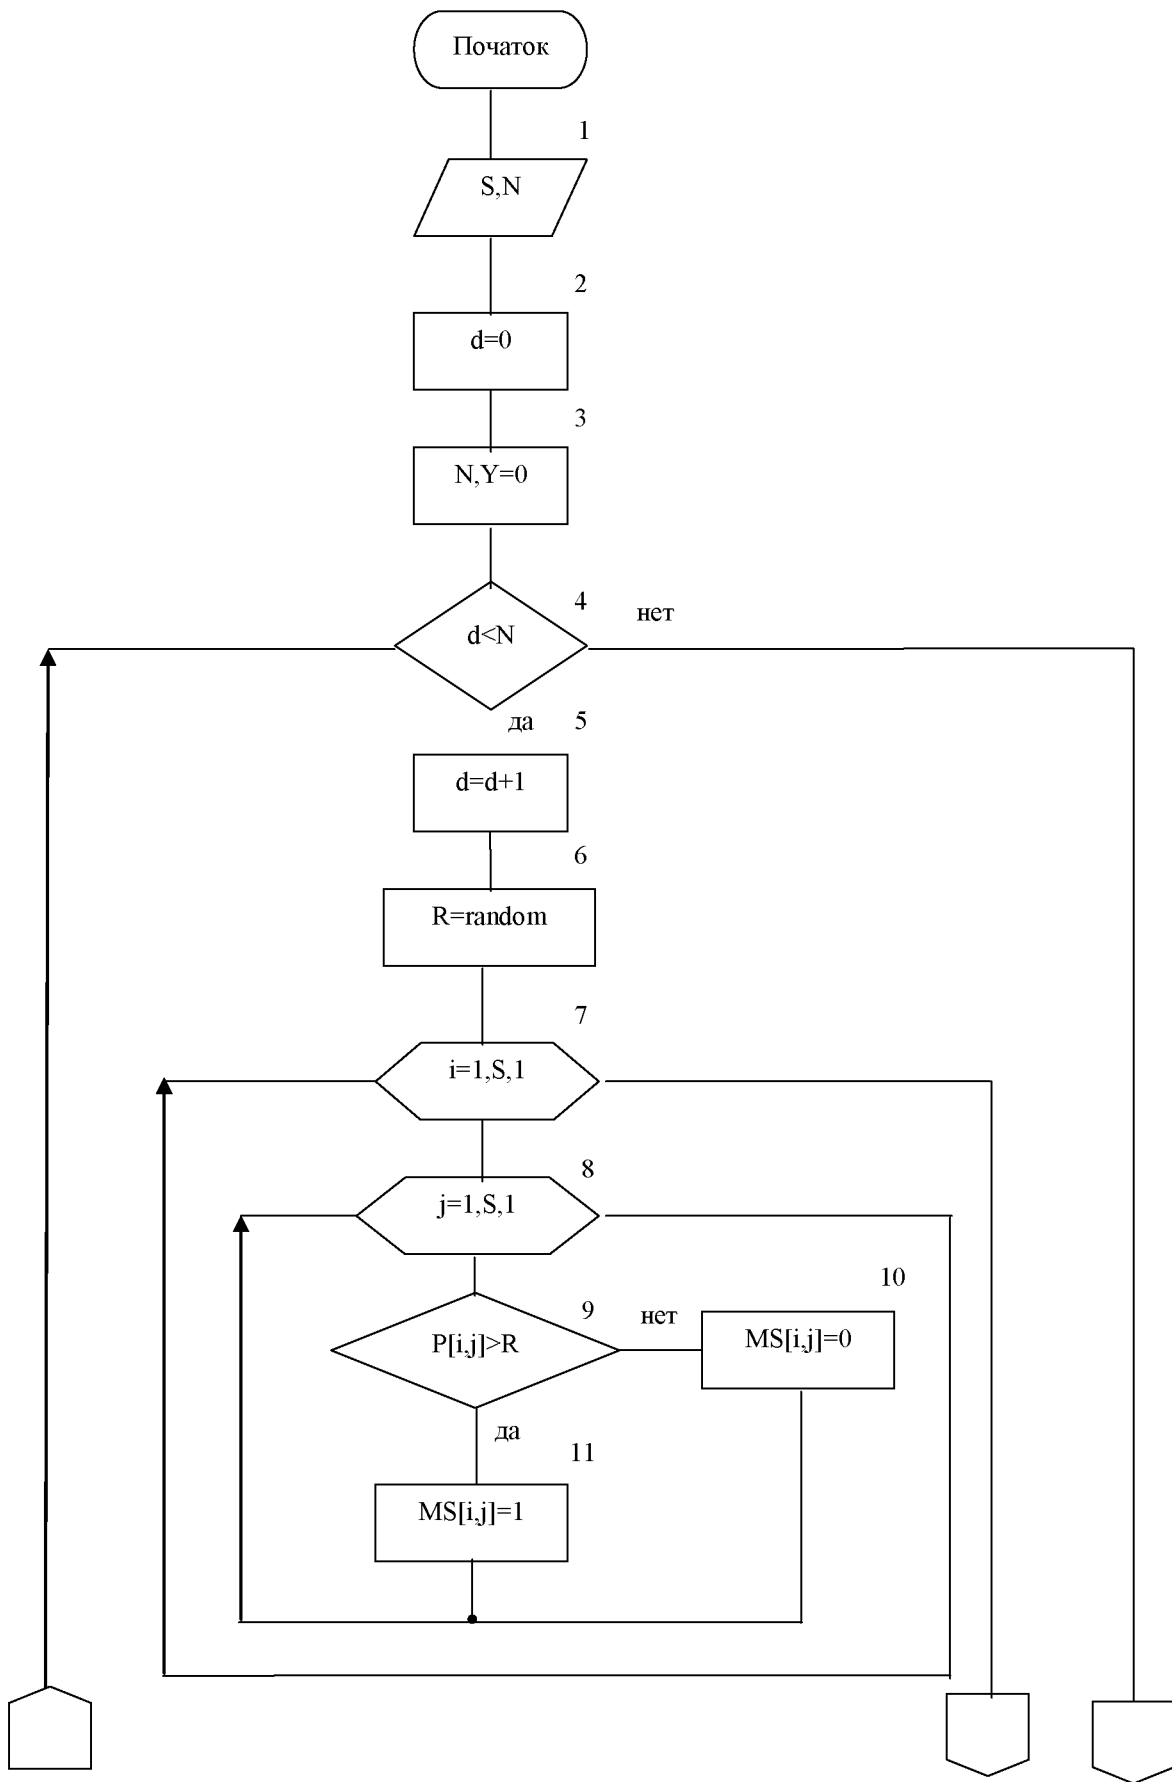 Початок
1
S,N
2
d=0
3
N,Y=0
4
нет
d<N
да
5
d=d+1
6
R=random
7
i=1,S,1
8
j=1,S,1
10
9
нет
P[i,j]>R
MS[i,j]=0
да
11
MS[i,j]=1